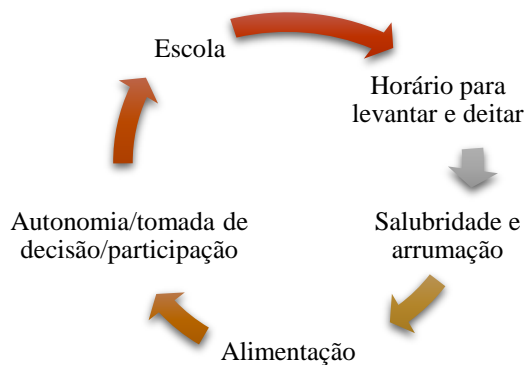 Escola
Horário para
levantar e deitar
Salubridade e
arrumação
Alimentação
Autonomia/tomada de
decisão/participação